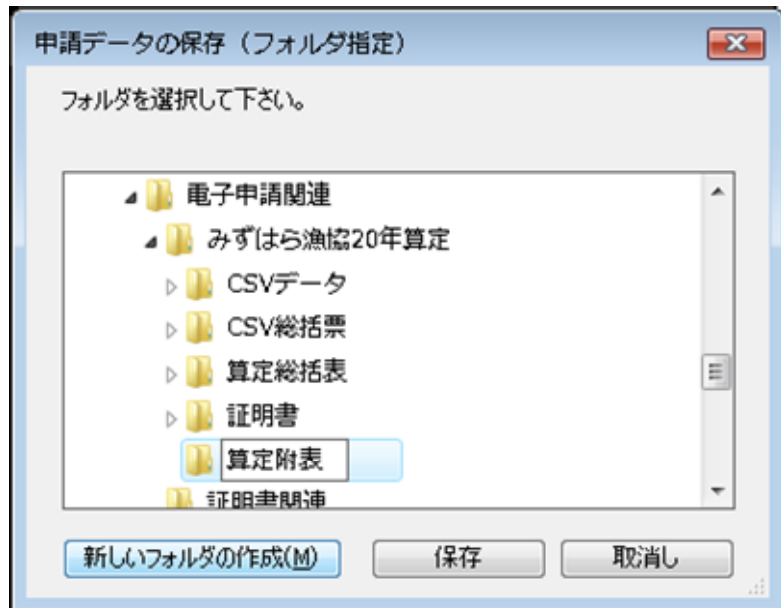 申請データの保存（フォルダ指定）
フォルダを選択して下さい。
電子申請関連
みずほら漁協20年算定
CSVデータ
CSV総括票
算定総括表
証明書
算定附表
証明書関連
新しいフォルダの作成(M)
保存
取消し